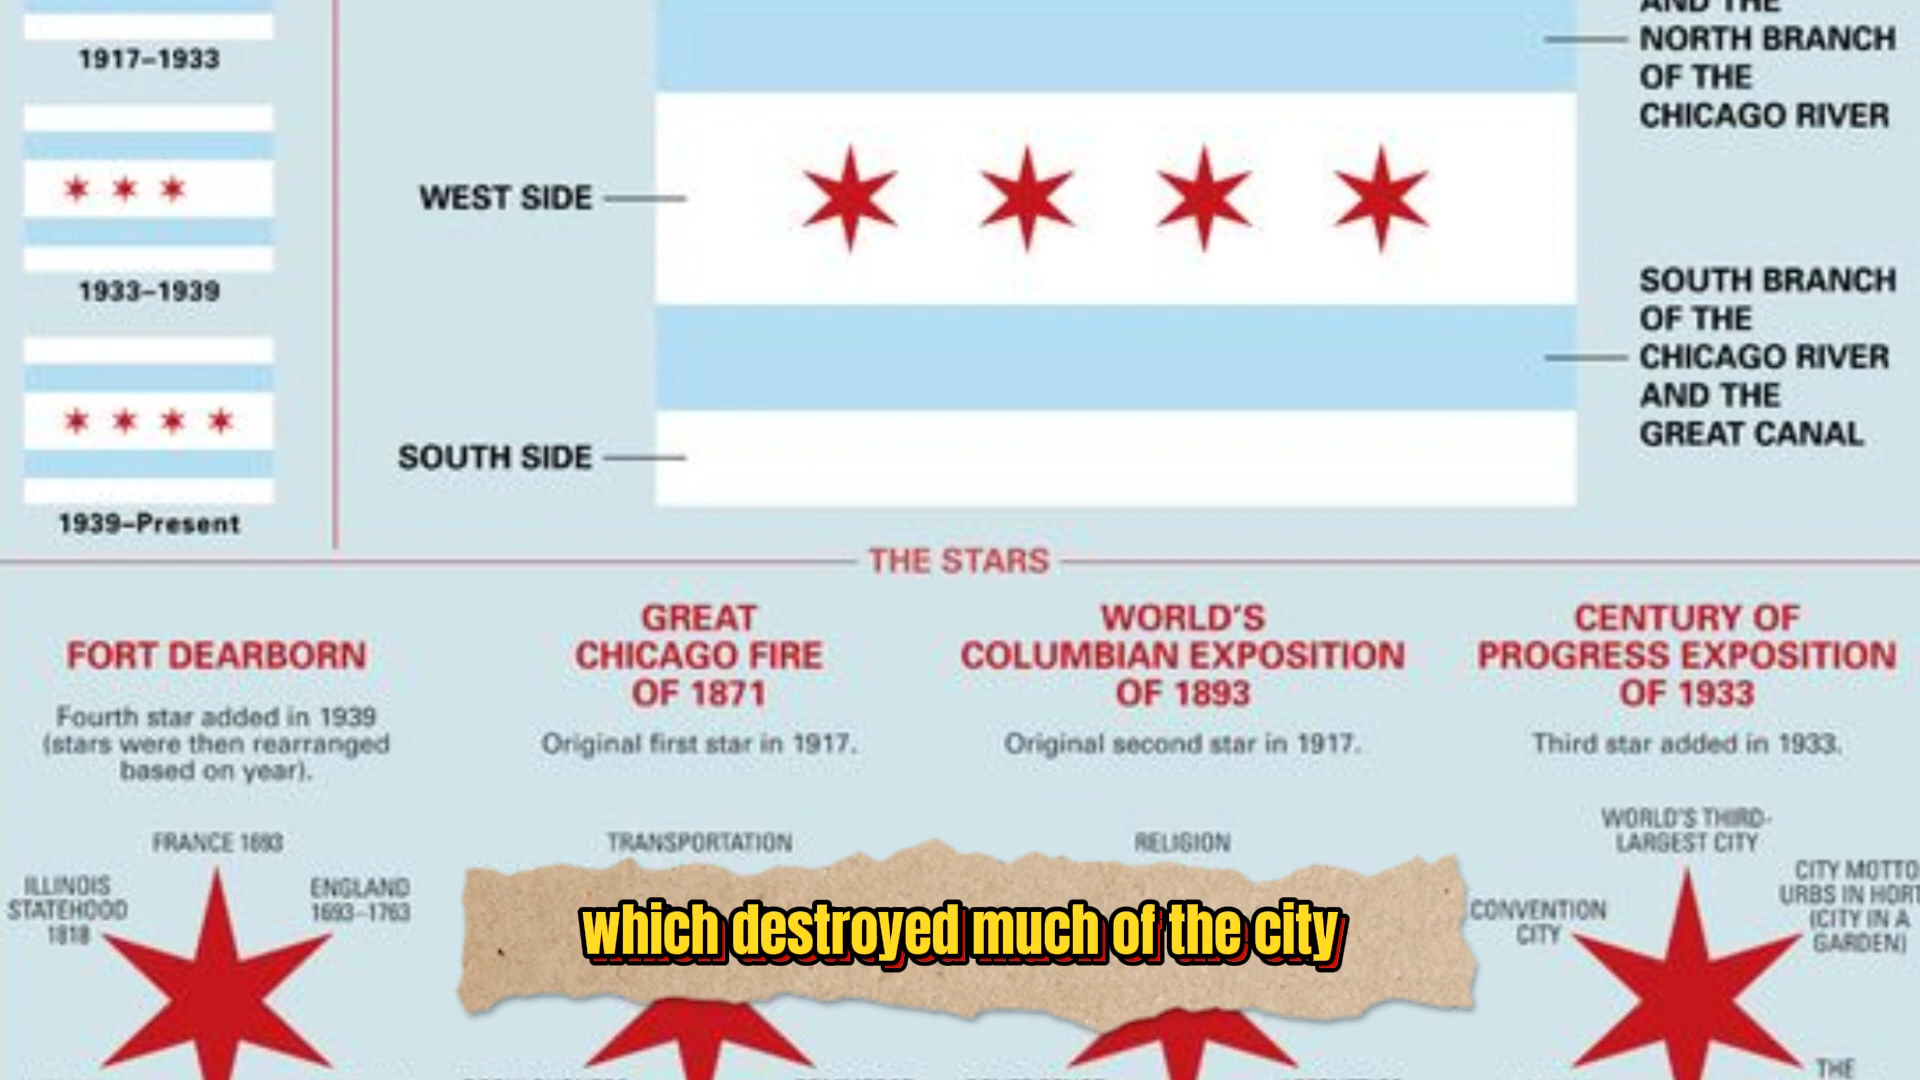 AND THE
NORTH BRANCH
OF THE
CHICAGO RIVER
1917–1933
WEST SIDE
1933–1939
SOUTH BRANCH
OF THE
CHICAGO RIVER
AND THE
GREAT CANAL
SOUTH SIDE
1939–Present
THE STARS
FORT DEARBORN
Fourth star added in 1939
(stars were then rearranged
based on year).
GREAT
CHICAGO FIRE
OF 1871
Original first star in 1917.
WORLD'S
COLUMBIAN EXPOSITION
OF 1893
Original second star in 1917.
CENTURY OF
PROGRESS EXPOSITION
OF 1933
Third star added in 1933.
FRANCE 1693
ILLINOIS
STATEHOOD
1818
ENGLAND
1693–1763
TRANSPORTATION
RELIGION
WORLD'S THIRD-
LARGEST CITY
CONVENTION
CITY
CITY MOTTO
URBS IN HORT
(CITY IN A
GARDEN)
THE
which destroyed much of the city